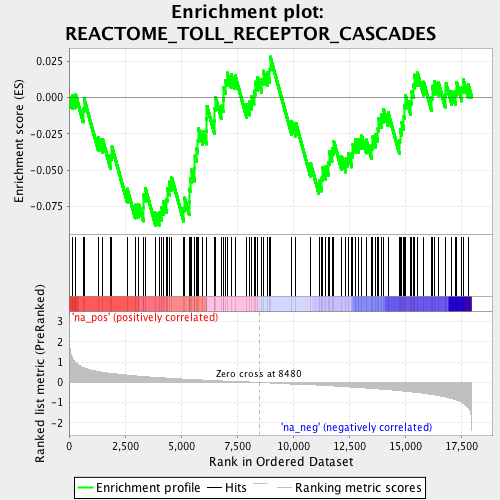 Enrichment plot:
REACTOME_TOLL_RECEPTOR_CASCADES
Enrichment score (ES)
0.025
0.000
-0.025
-0.050
-0.075
'na_pos' (positively correlated)
Ranked list metric (PreRanked)
3
2
1
0
-1
-2
Zero cross at 8480
'na_neg' (negatively correlated)
0
2,500
5,000
7,500
10,000
12,500
15,000
17,500
Rank in Ordered Dataset
Enrichment profile
Hits
Ranking metric scores